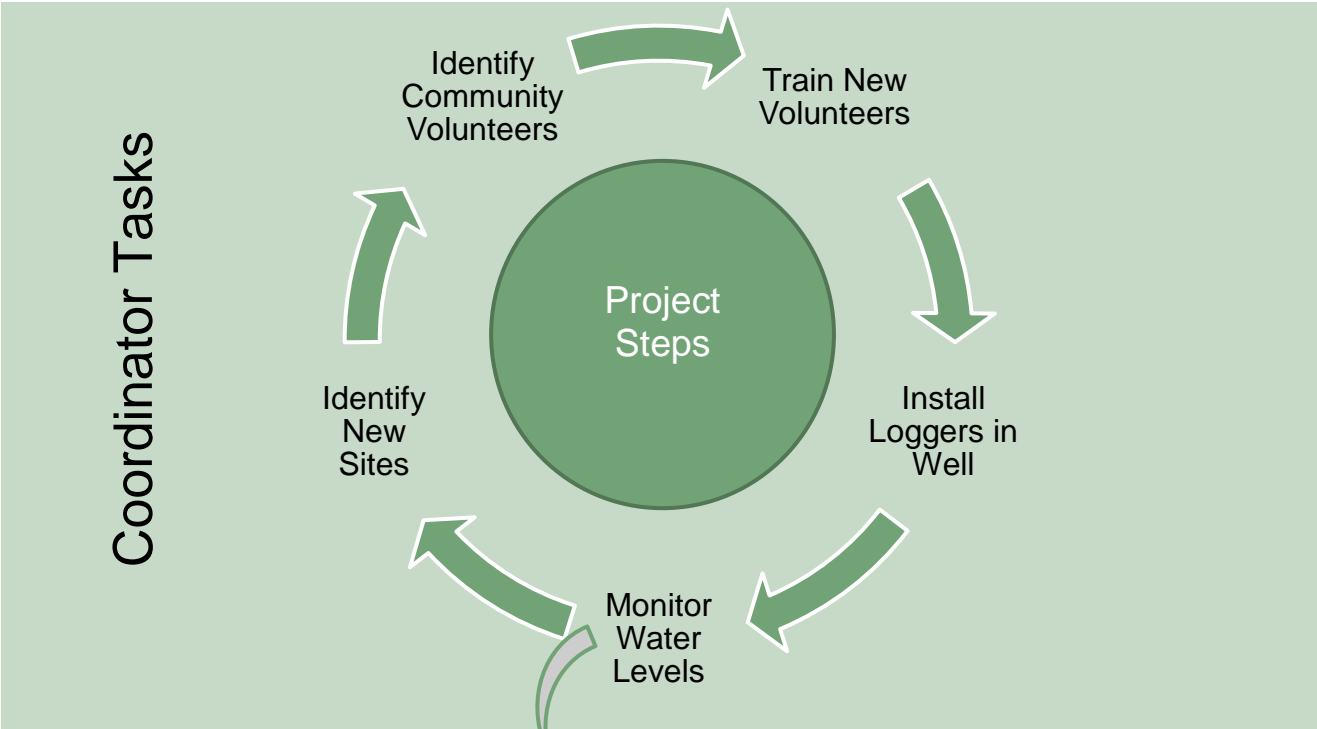 Coordinator Tasks
Identify
Community
Volunteers
Train New
Volunteers
Project
Steps
Identify
New
Sites
Install
Loggers in
Well
Monitor
Water
Levels